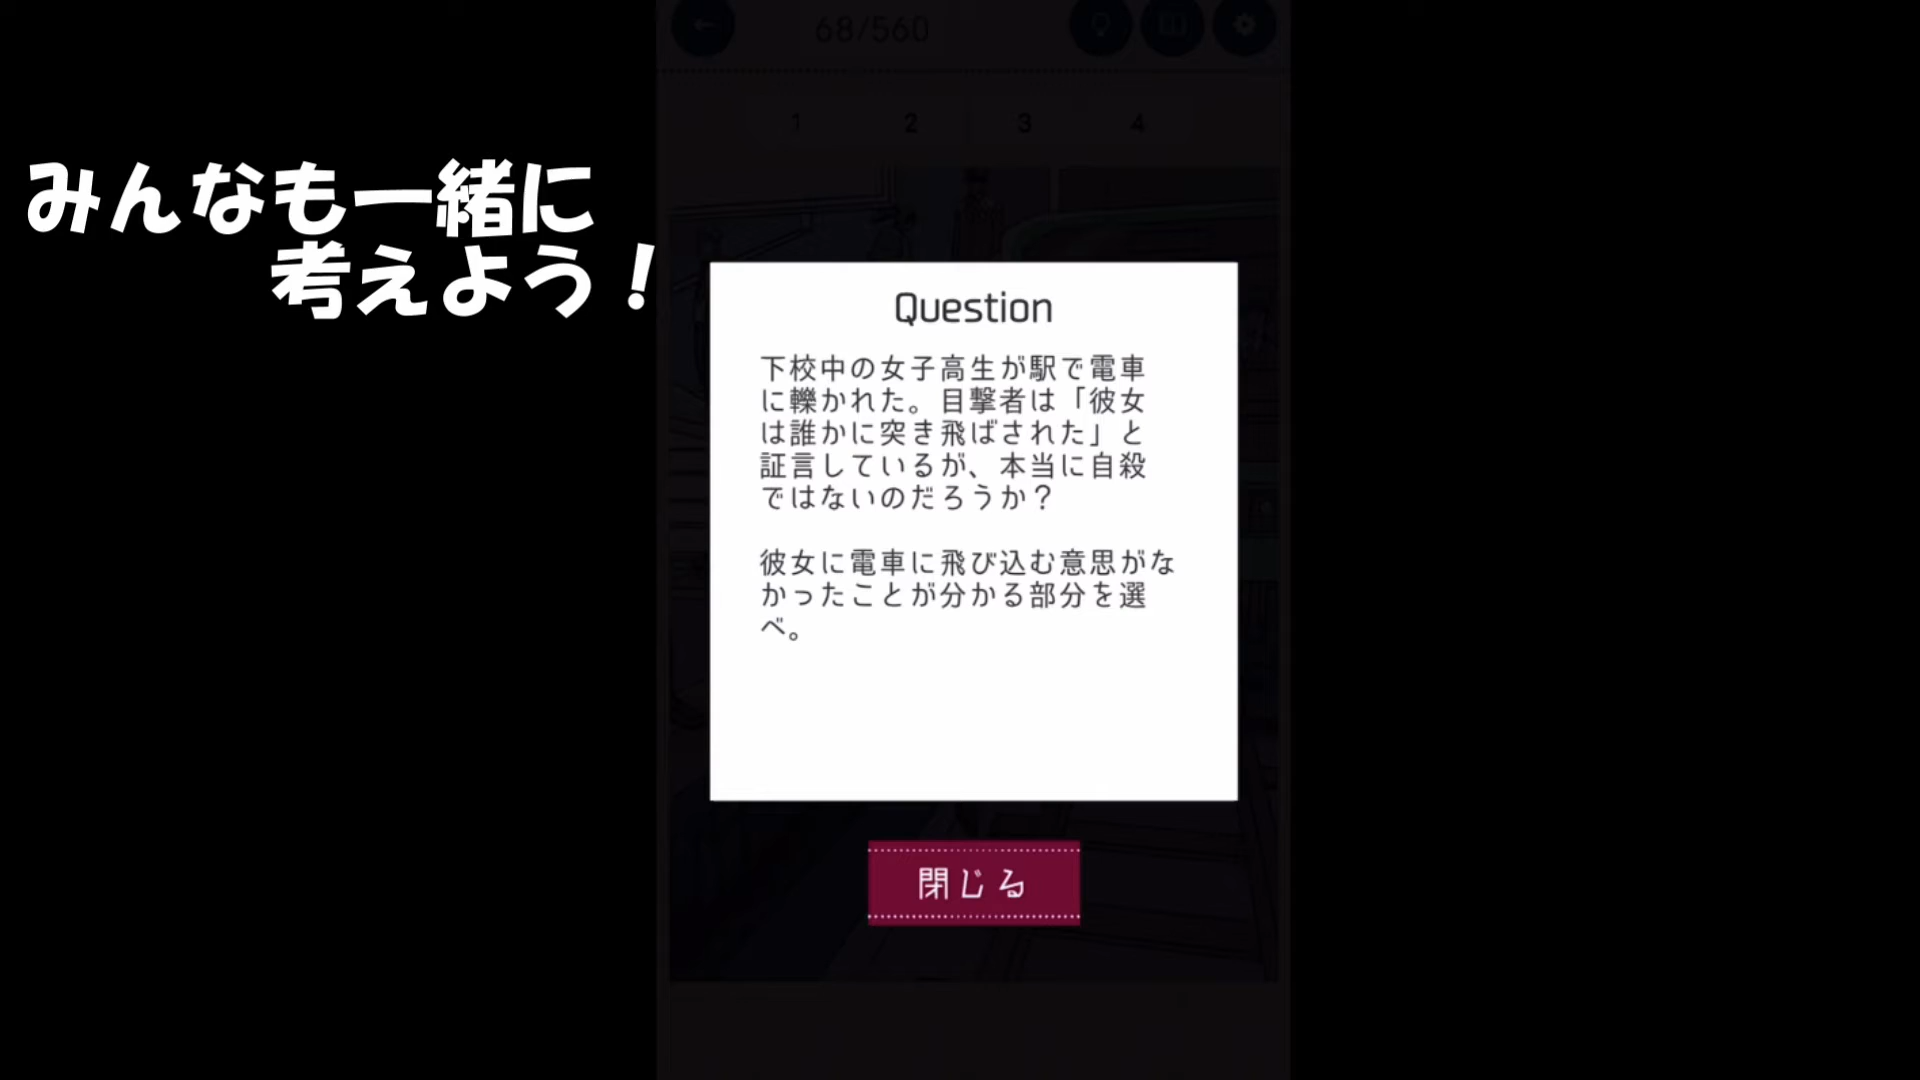 68/560
1 2 3 4
みんなも一緒に
考えよう！
Question
下校中の女子高生が駅で電車
に轢かれた。目撃者は「彼女
は誰かに突き飛ばされた」と
証言しているが、本当に自殺
ではないのだろうか？
彼女に電車に飛び込む意思がな
かったことが分かる部分を選
べ。
閉じる